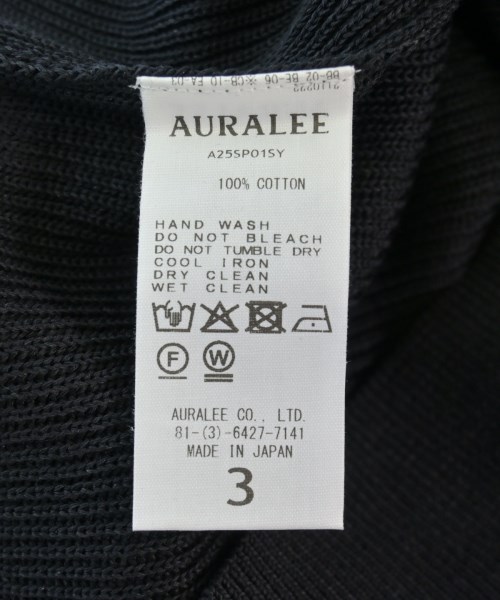 AURALEE
A25SP01SY
100% COTTON
HAND WASH
DO NOT BLEACH
DO NOT TUMBLE DRY
COOL IRON
DRY CLEAN
WET CLEAN
F W
AURALEE CO., LTD.
81-(3)-6427-7141
MADE IN JAPAN
3